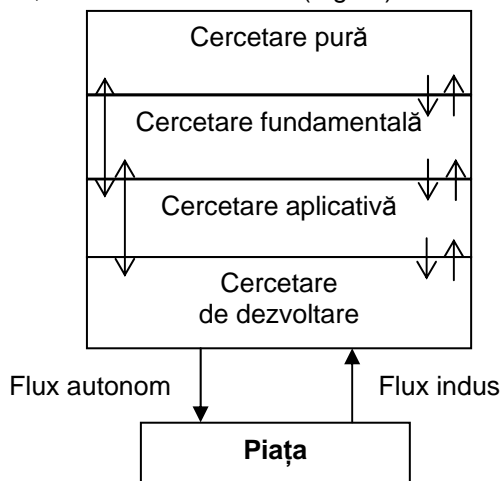 Cercetare pură
Cercetare fundamentală
Cercetare aplicativă
Cercetare
de dezvoltare
Flux autonom
Flux indus
Piața